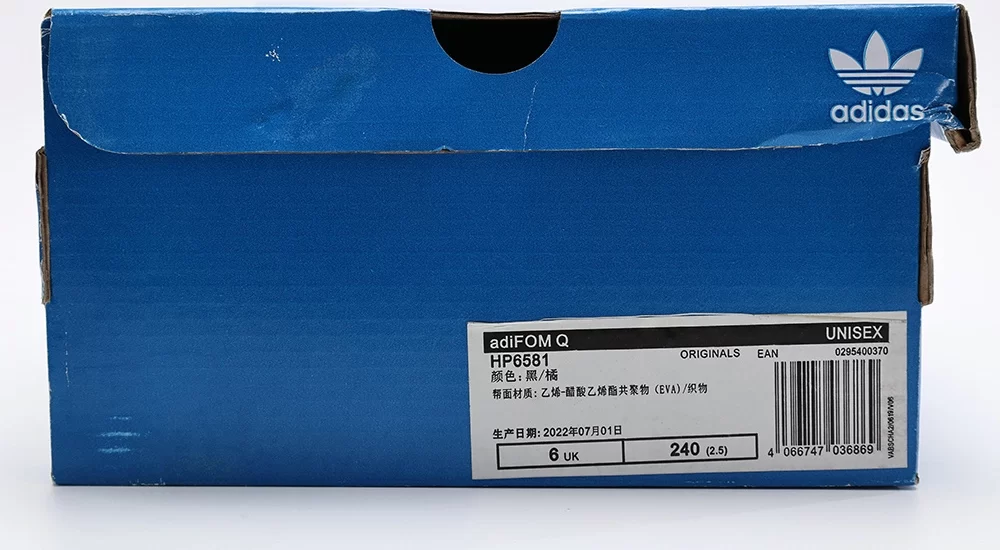 adidas
adiFOM Q UNISEX
HP6581 ORIGINALS EAN 0295400370
颜色: 黑/橘
帮面材质: 乙烯-醋酸乙烯酯共聚物 (EVA)/织物
生产日期: 2022年07月01日
6 UK 240 (2.5)
4 066747 036869